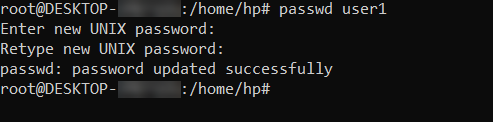 root@DESKTOP- :/home/hp# passwd user1
Enter new UNIX password:
Retype new UNIX password:
passwd: password updated successfully
root@DESKTOP- :/home/hp#